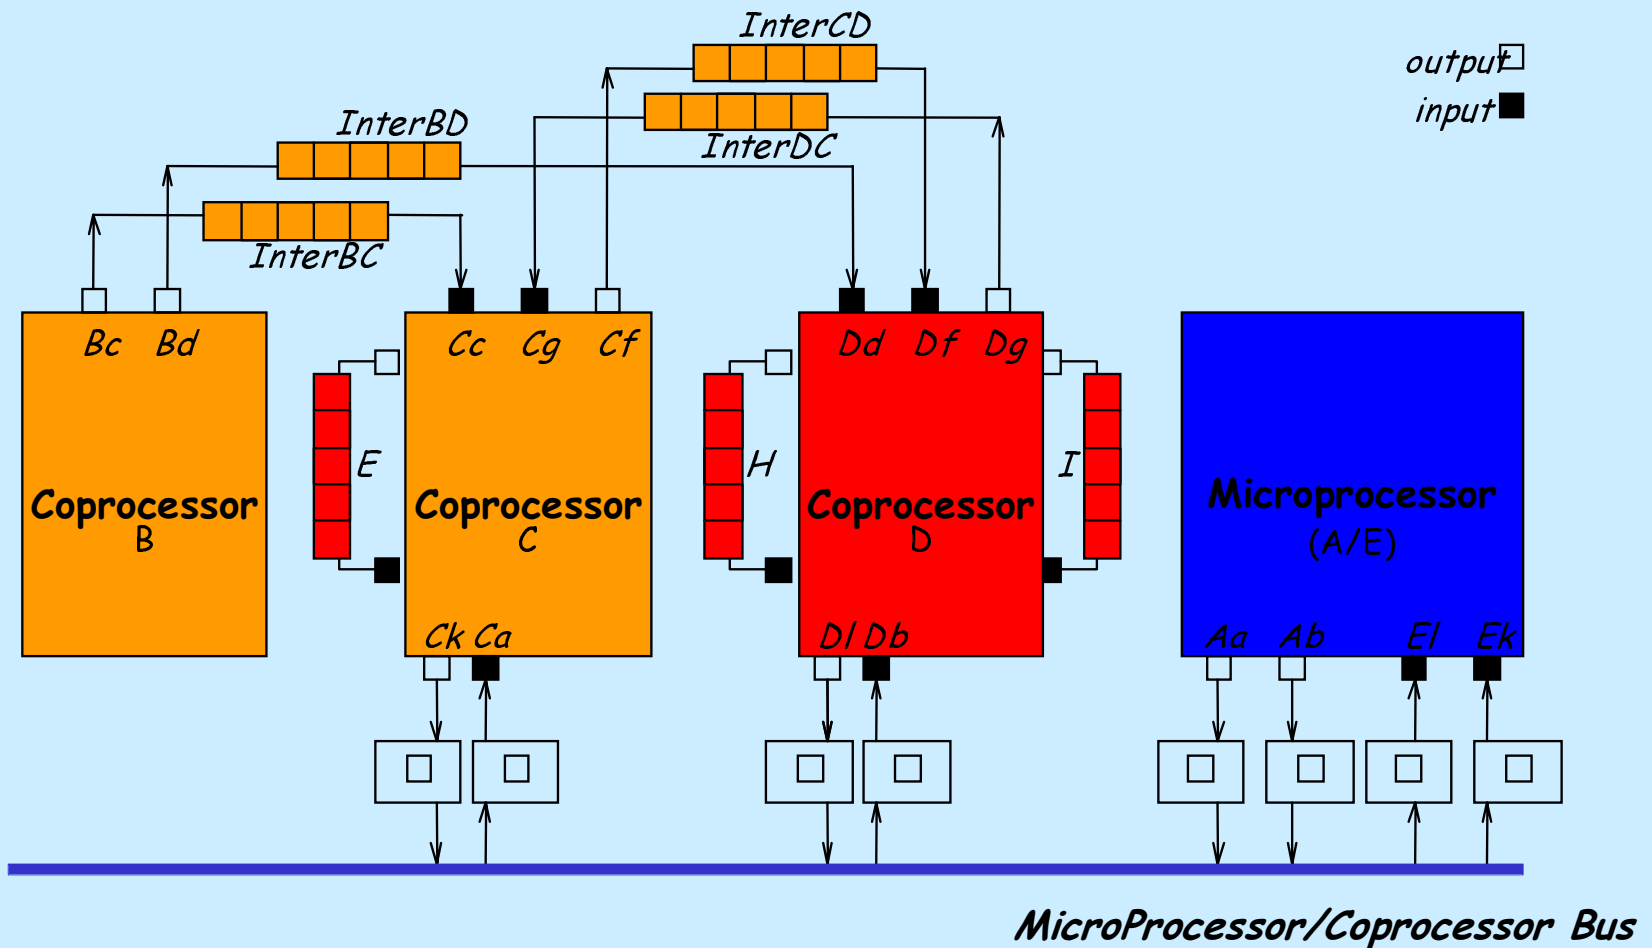 InterCD
output
input
InterBD
InterDC
InterBC
Bc Bd
Cc Cg Cf
Dd Df Dg
E
H
I
Coprocessor
B
Coprocessor
C
Coprocessor
D
Microprocessor
(A/E)
Ck Ca
Dl Db
Aa Ab El Ek
MicroProcessor/Coprocessor Bus